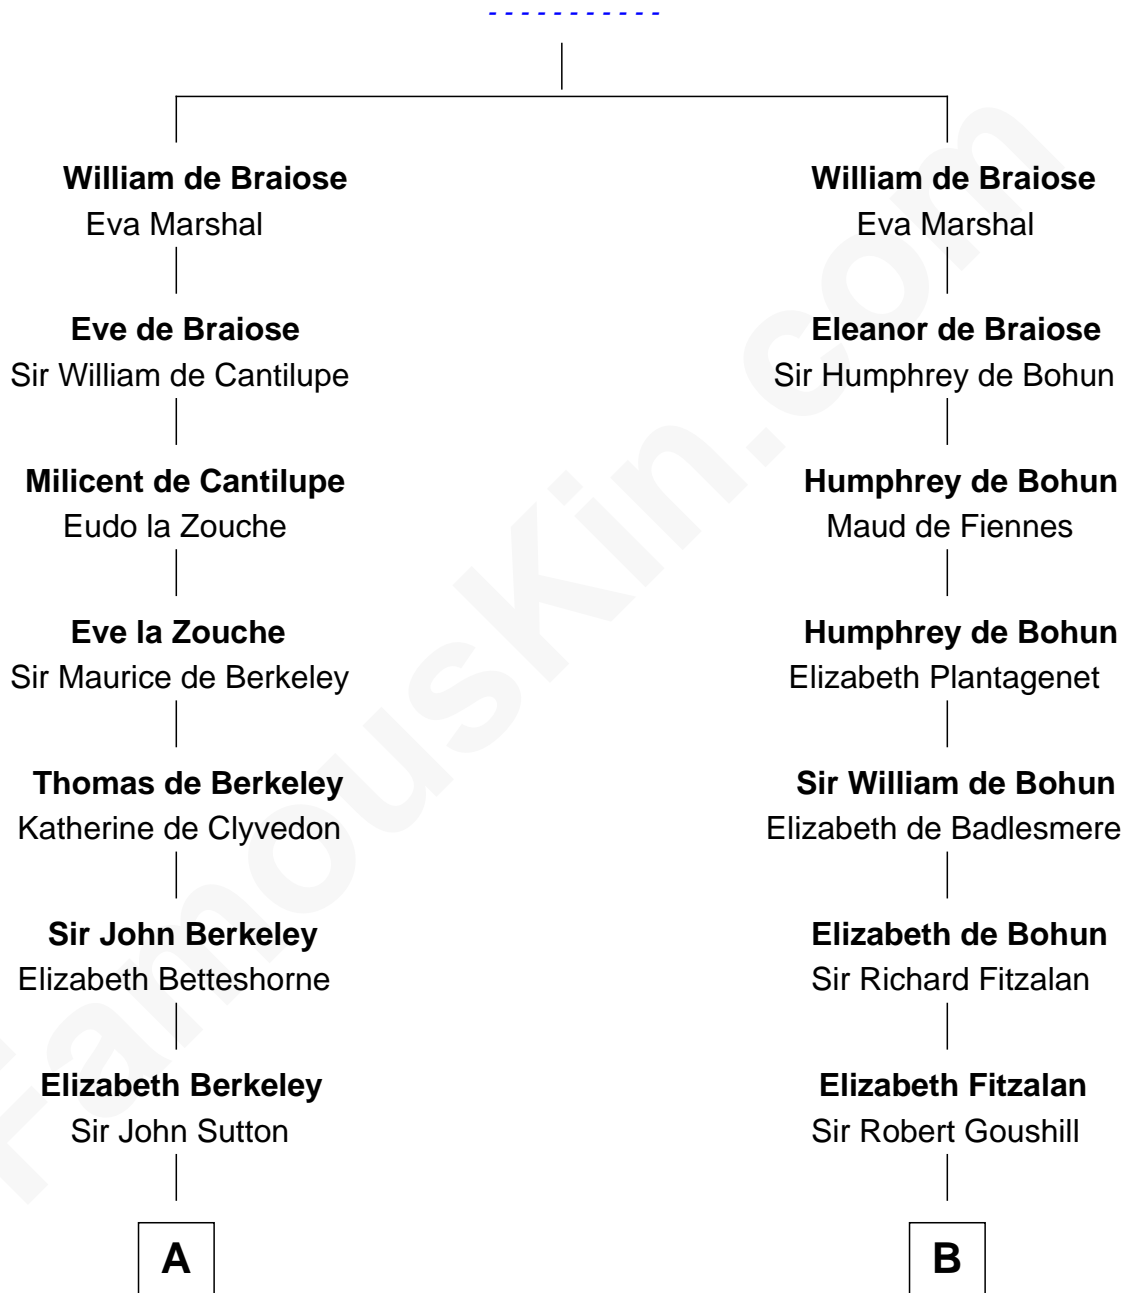 - - - - - - - - - - -
William de Braiose
Eva Marshal
Eve de Braiose
Sir William de Cantilupe
Milicent de Cantilupe
Eudo la Zouche
Eve la Zouche
Sir Maurice de Berkeley
Thomas de Berkeley
Katherine de Clyvedon
Sir John Berkeley
Elizabeth Betteshorne
Elizabeth Berkeley
Sir John Sutton
A
William de Braiose
Eva Marshal
Eleanor de Braiose
Sir Humphrey de Bohun
Humphrey de Bohun
Maud de Fiennes
Humphrey de Bohun
Elizabeth Plantagenet
Sir William de Bohun
Elizabeth de Badlesmere
Elizabeth de Bohun
Sir Richard Fitzalan
Elizabeth Fitzalan
Sir Robert Goushill
B
FamousKin.com